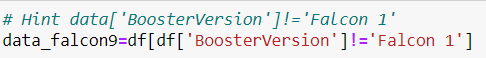 # Hint data['BoosterVersion']!='Falcon 1'
data_falcon9=df[df['BoosterVersion']!='Falcon 1']